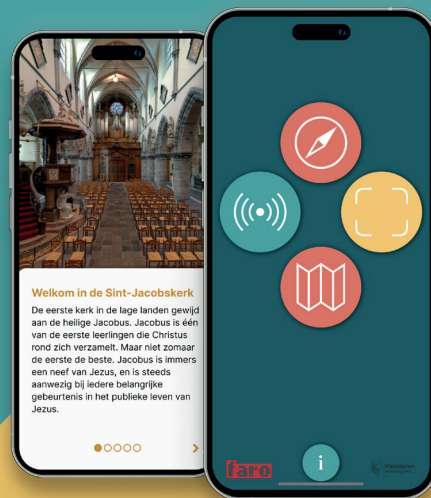 Welkom in de Sint-Jacobskerk
De eerste kerk in de lage landen gewijd
aan de heilige Jacobus. Jacobus is één
van de eerste leerlingen die Christus
rond zich verzamelt. Maar niet zomaar
de eerste de beste. Jacobus is immers
een neef van Jezus, en is steeds
aanwezig bij iedere belangrijke
gebeurtenis in het publieke leven van
Jezus.
faro
i
Vlaanderen